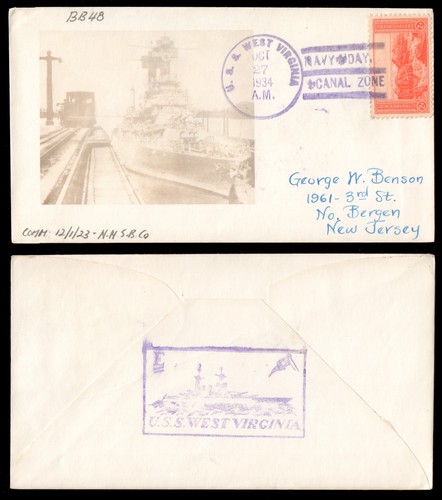 BB48
U. S. S. WEST VIRGINIA
OCT
27
1934
A.M.
NAVY DAY,
CANAL ZONE
George W. Benson
1961 - 3rd St.
No. Bergen
New Jersey
Comm. 12/1/23 - N.N.S.B.Co
E
U.S.S. WEST VIRGINIA